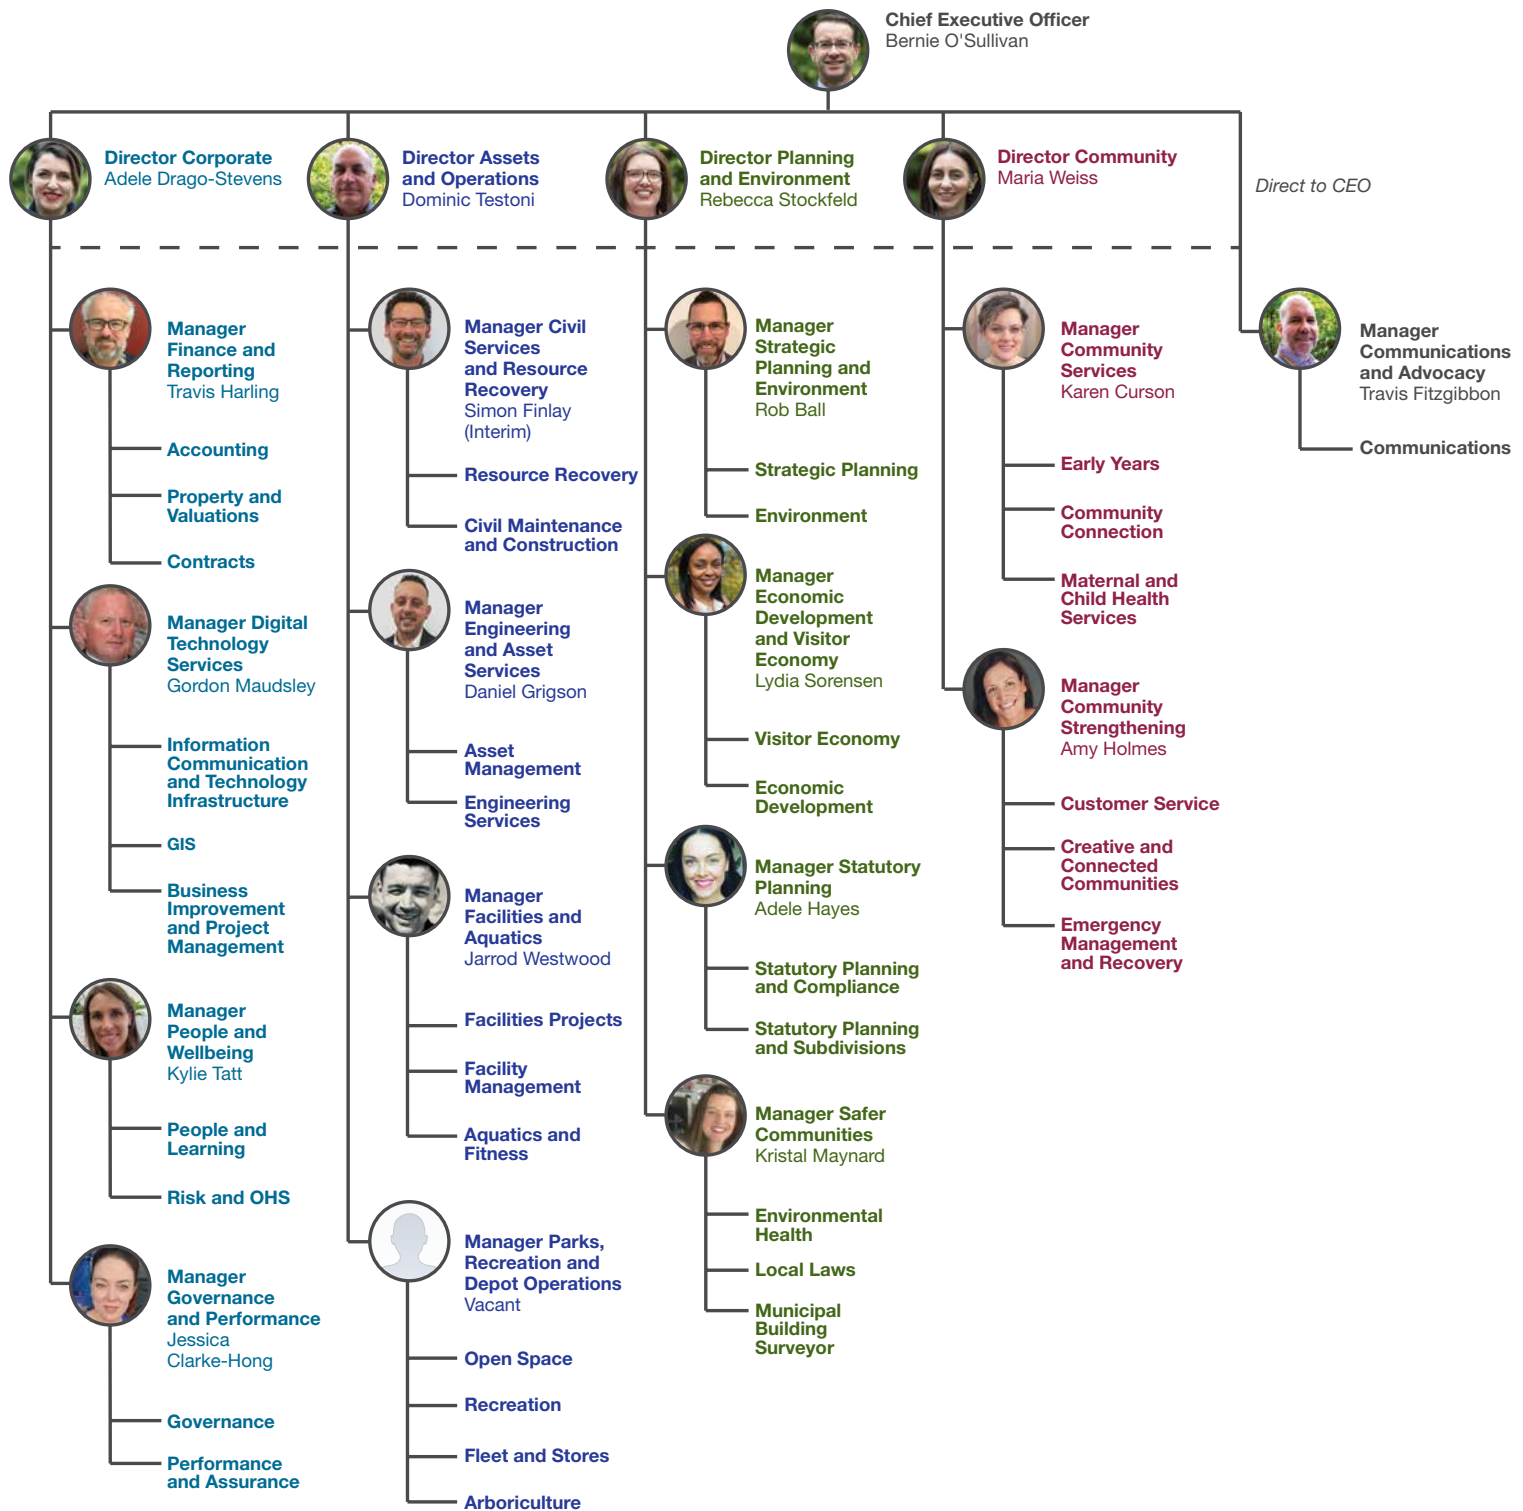 Chief Executive Officer
Bernie O'Sullivan
Director Corporate
Adele Drago-Stevens
Director Assets
and Operations
Dominic Testoni
Director Planning
and Environment
Rebecca Stockfeld
Director Community
Maria Weiss
Direct to CEO
Manager
Finance and
Reporting
Travis Harling
Accounting
Property and
Valuations
Contracts
Manager Digital
Technology
Services
Gordon Maudsley
Information
Communication
and Technology
Infrastructure
GIS
Business
Improvement
and Project
Management
Manager
People and
Wellbeing
Kylie Tatt
People and
Learning
Risk and OHS
Manager
Governance
and Performance
Jessica
Clarke-Hong
Governance
Performance
and Assurance
Manager Civil
Services
and Resource
Recovery
Simon Finlay
(Interim)
Resource Recovery
Civil Maintenance
and Construction
Manager
Engineering
and Asset
Services
Daniel Grigson
Asset
Management
Engineering
Services
Manager
Facilities and
Aquatics
Jarrod Westwood
Facilities Projects
Facility
Management
Aquatics and
Fitness
Manager Parks,
Recreation and
Depot Operations
Vacant
Open Space
Recreation
Fleet and Stores
Arboriculture
Manager
Strategic
Planning and
Environment
Rob Ball
Strategic Planning
Environment
Manager
Economic
Development
and Visitor
Economy
Lydia Sorensen
Visitor Economy
Economic
Development
Manager Statutory
Planning
Adele Hayes
Statutory Planning
and Compliance
Statutory Planning
and Subdivisions
Manager Safer
Communities
Kristal Maynard
Environmental
Health
Local Laws
Municipal
Building
Surveyor
Manager
Community
Services
Karen Curson
Early Years
Community
Connection
Maternal and
Child Health
Services
Manager
Community
Strengthening
Amy Holmes
Customer Service
Creative and
Connected
Communities
Emergency
Management
and Recovery
Manager
Communications
and Advocacy
Travis Fitzgibbon
Communications